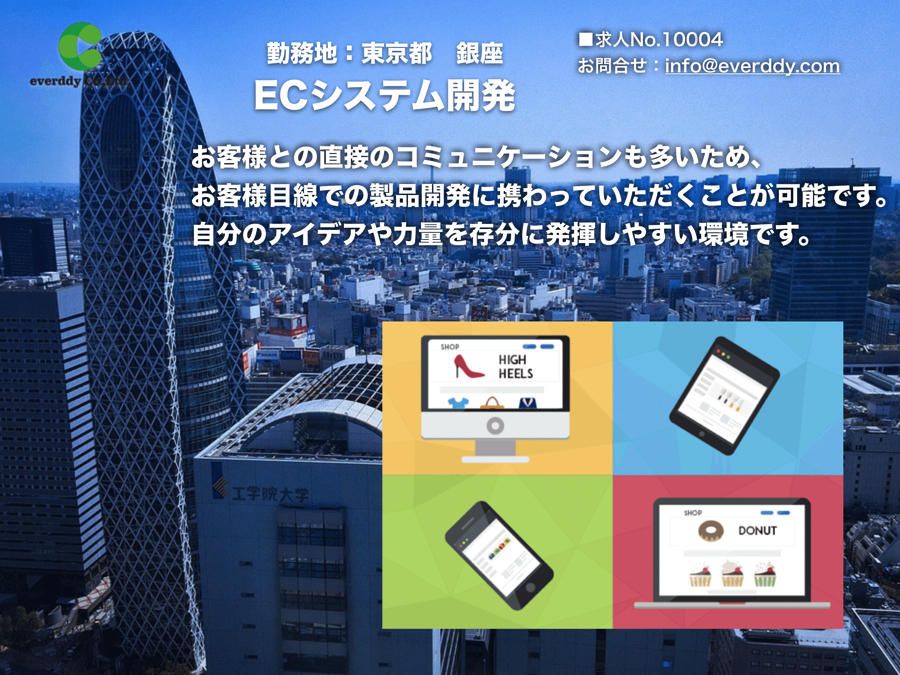 everddy Co.,Ltd.
勤務地：東京都　銀座
ECシステム開発
■求人No.10004
お問合せ：info@everddy.com
お客様との直接のコミュニケーションも多いため、
お客様目線での製品開発に携わっていただくことが可能です。
自分のアイデアや力量を存分に発揮しやすい環境です。
工学院大学
SHOP
HIGH
HEELS
SHOP
DONUT